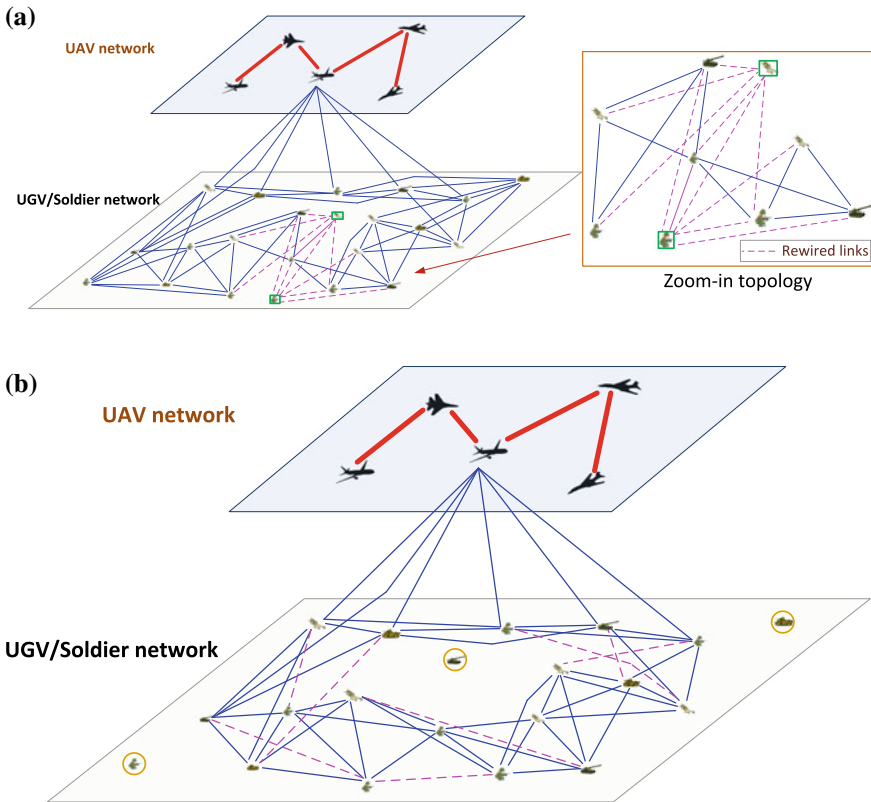 (a)
UAV network
UGV/Soldier network
Rewired links
Zoom-in topology
(b)
UAV network
UGV/Soldier network